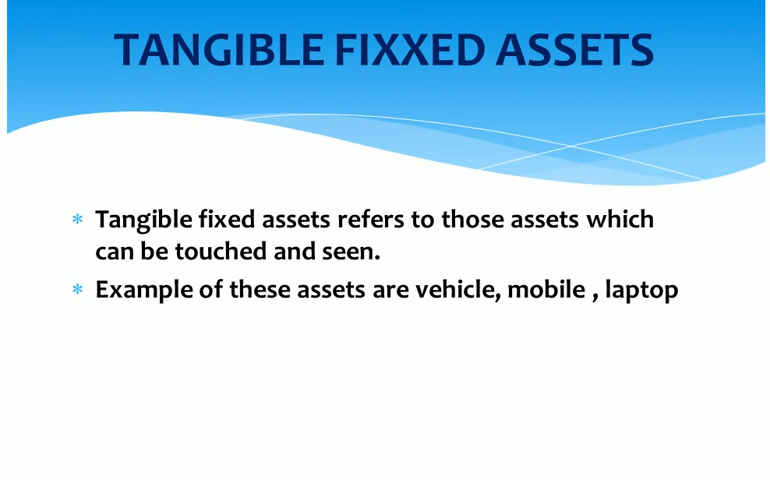 TANGIBLE FIXXED ASSETS
* Tangible fixed assets refers to those assets which
can be touched and seen.
* Example of these assets are vehicle, mobile , laptop